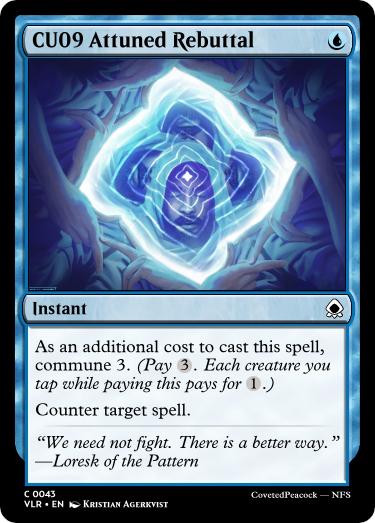 CU09 Attuned Rebuttal
Instant
As an additional cost to cast this spell,
commune 3. (Pay 3. Each creature you
tap while paying this pays for 1.)
Counter target spell.
“We need not fight. There is a better way.”
—Loresk of the Pattern
C 0043
VLR • EN Kristian Agerkvist
CovetedPeacock — NFS